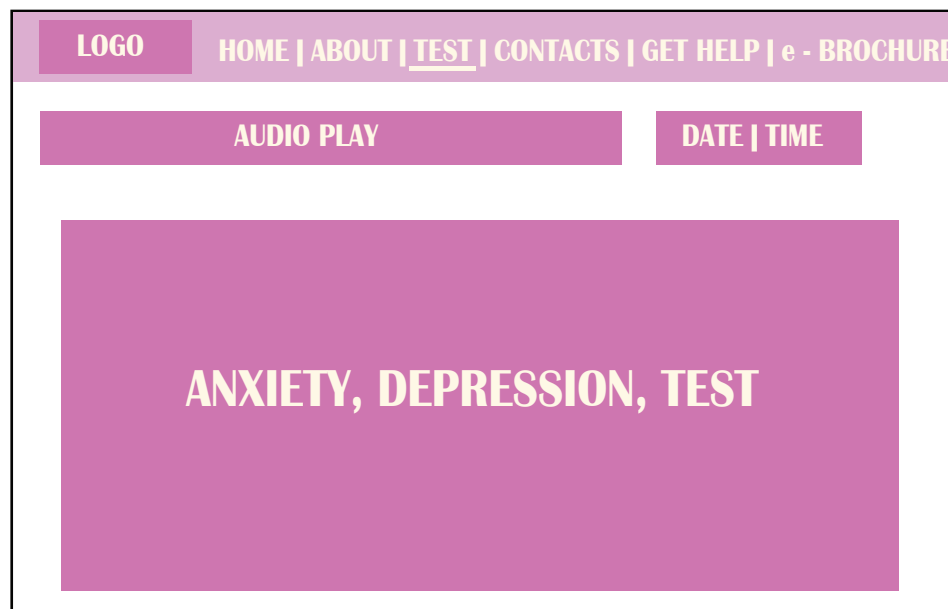 LOGO
HOME | ABOUT | TEST | CONTACTS | GET HELP | e - BROCHURE
AUDIO PLAY
DATE | TIME
ANXIETY, DEPRESSION, TEST